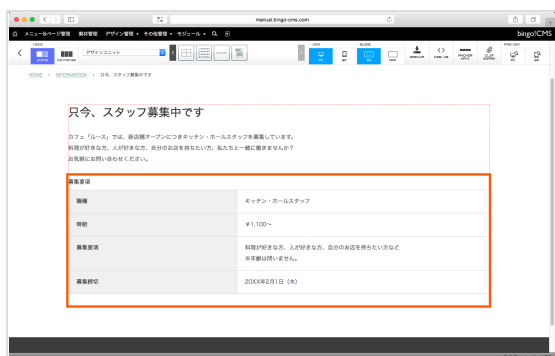 manual.bingo-cms.com
メニュー&ページ管理 素材管理 デザイン管理 その他管理 モジュール
bingo!CMS
デザインユニット
HOME > INFORMATION > 只今、スタッフ募集中です
只今、スタッフ募集中です
カフェ「ルース」では、新店舗オープンにつきキッチン・ホールスタッフを募集しています。
料理が好きな方、人が好きな方、自分のお店を持ちたい方、私たちと一緒に働きませんか?
お気軽にお問い合わせください。
募集要項
職種 キッチン・ホールスタッフ
時給 ￥1,100〜
募集要項 料理が好きな方、人が好きな方、自分のお店を持ちたい方など
※年齢は問いません。
募集締切 20XX年2月1日（木）